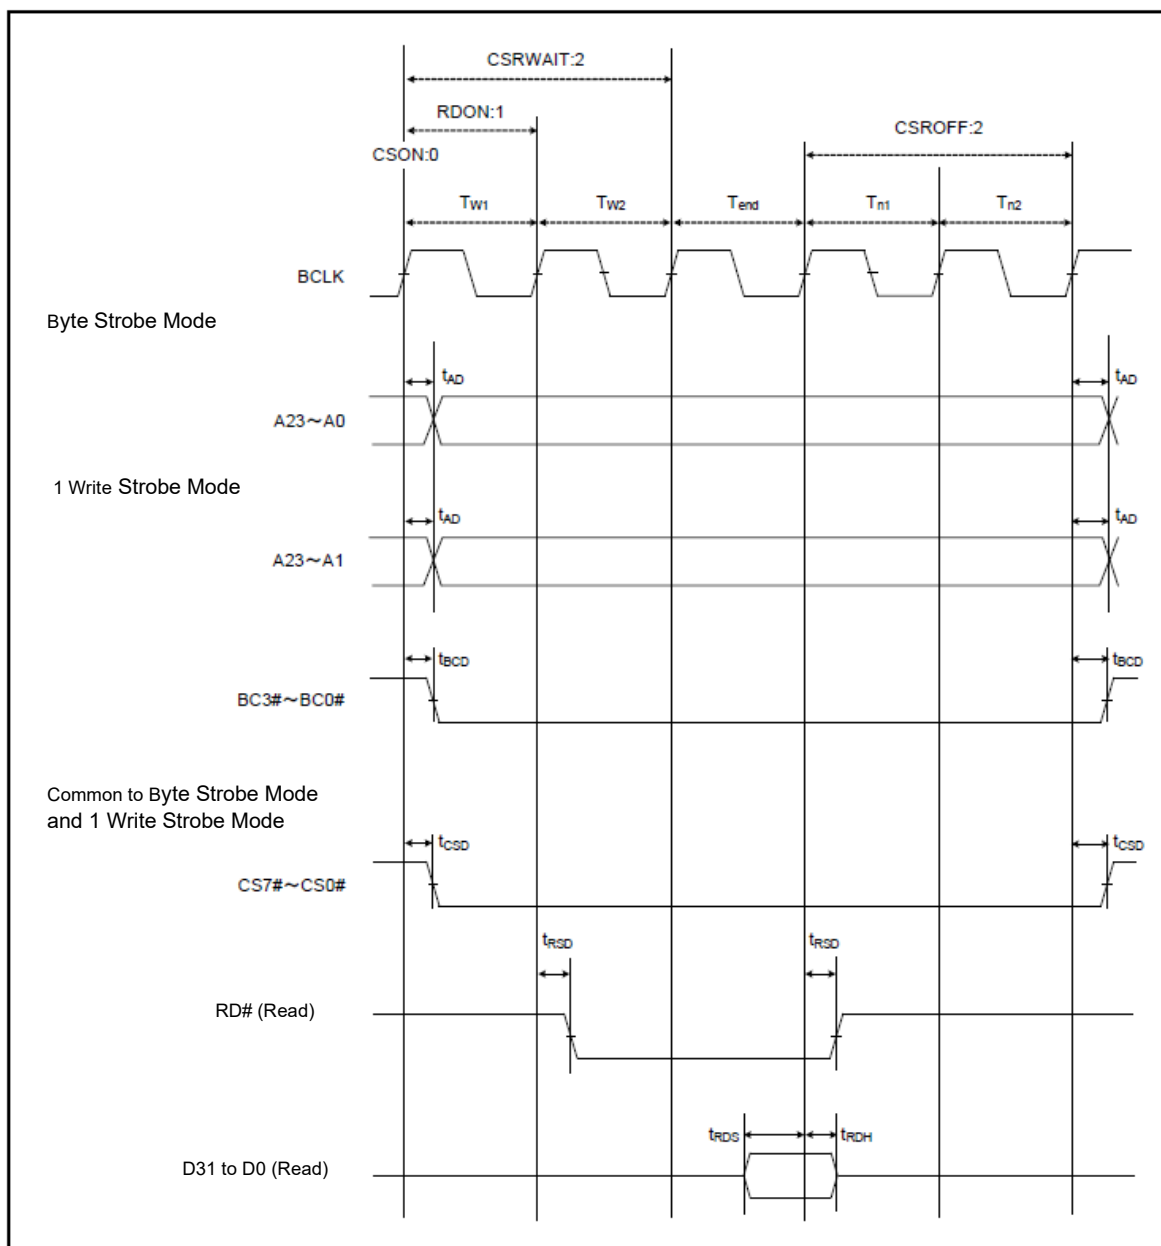 CSRWAIT:2
RDON:1
CSROFF:2
CSON:0
TW1 TW2 Tend Tn1 Tn2
BCLK
Byte Strobe Mode
tAD tAD
A23～A0
1 Write Strobe Mode
tAD tAD
A23～A1
tBCD tBCD
BC3#～BC0#
Common to Byte Strobe Mode
and 1 Write Strobe Mode
tCSD tCSD
CS7#～CS0#
tRSD tRSD
RD# (Read)
tRDS tRDH
D31 to D0 (Read)